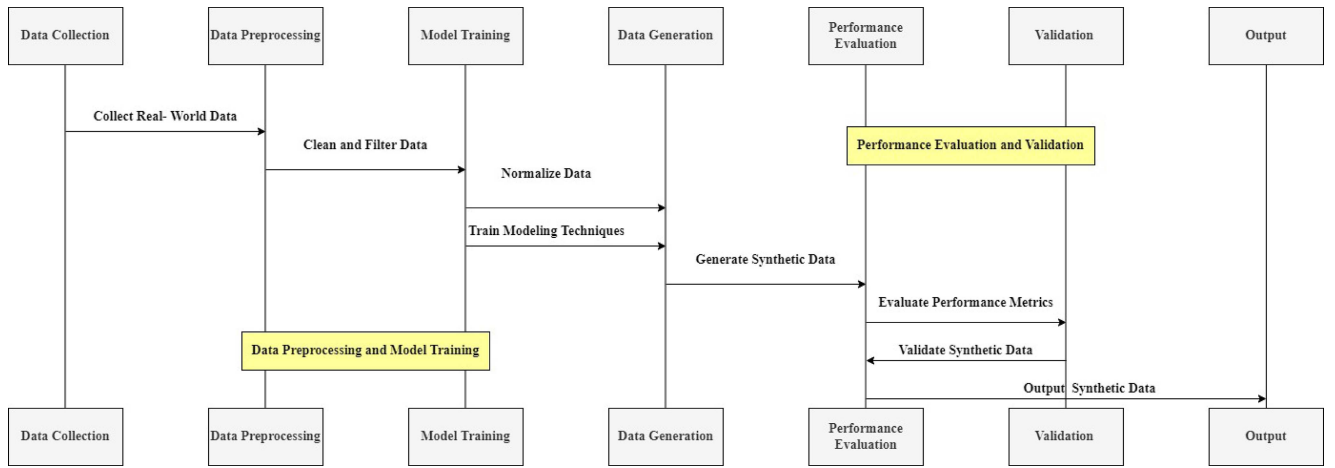 Data Collection
Data Preprocessing
Model Training
Data Generation
Performance
Evaluation
Validation
Output
Collect Real- World Data
Clean and Filter Data
Performance Evaluation and Validation
Normalize Data
Train Modeling Techniques
Generate Synthetic Data
Evaluate Performance Metrics
Data Preprocessing and Model Training
Validate Synthetic Data
Output Synthetic Data
Data Collection
Data Preprocessing
Model Training
Data Generation
Performance
Evaluation
Validation
Output